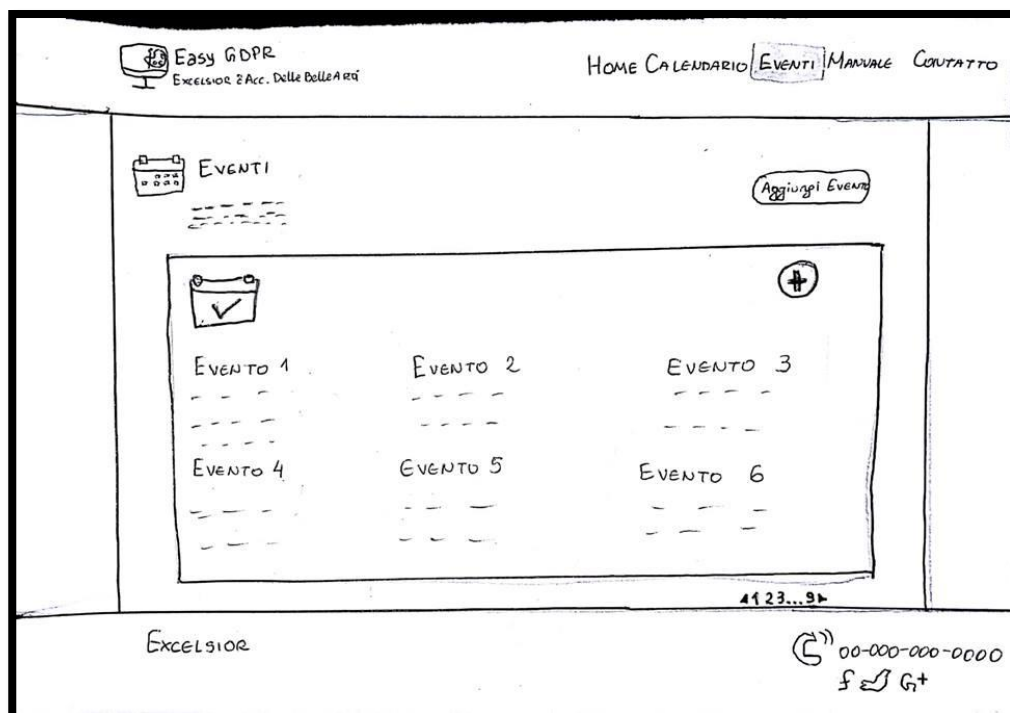 Easy GDPR
EXCELSIOR & Acc. Delle Belle Arti
HOME CALENDARIO EVENTI MANUALE CONTATTO
EVENTI
Aggiungi Evento
EVENTO 1 EVENTO 2 EVENTO 3
EVENTO 4 EVENTO 5 EVENTO 6
1 2 3...9
EXCELSIOR
00-000-000-0000
f G+